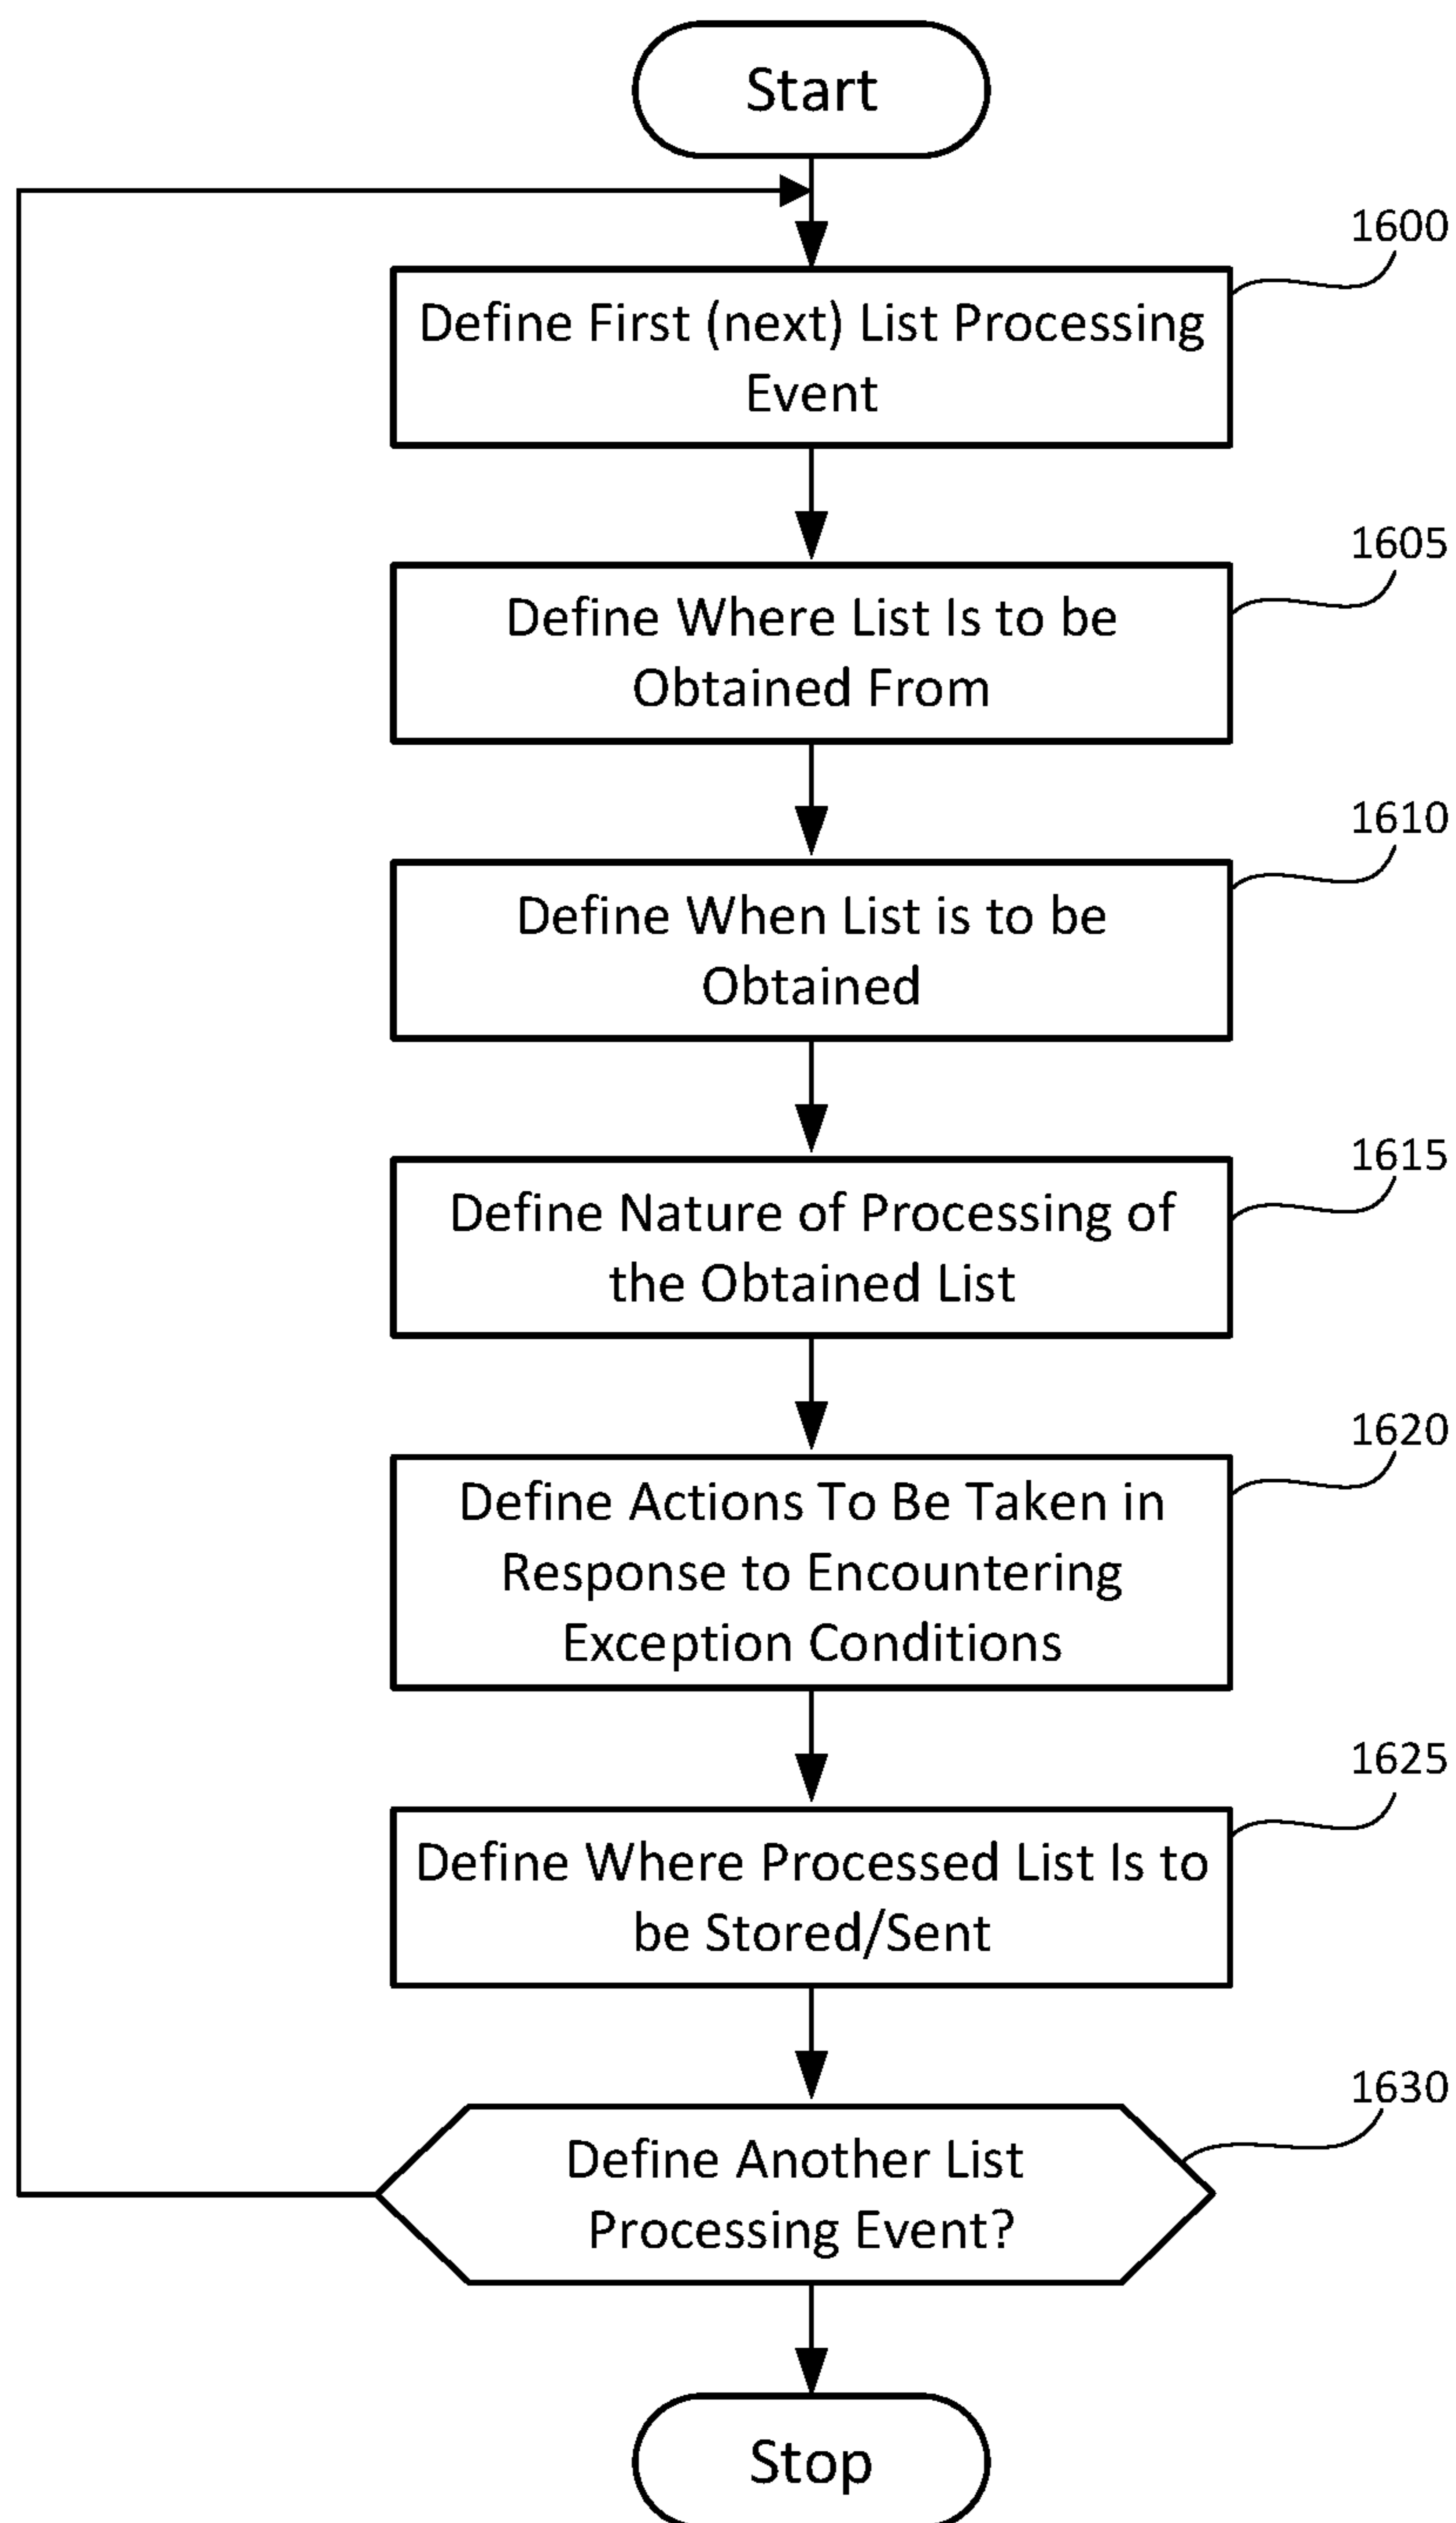 Start
1600
Define First (next) List Processing
Event
1605
Define Where List Is to be
Obtained From
1610
Define When List is to be
Obtained
1615
Define Nature of Processing of
the Obtained List
1620
Define Actions To Be Taken in
Response to Encountering
Exception Conditions
1625
Define Where Processed List Is to
be Stored/Sent
1630
Define Another List
Processing Event?
Stop